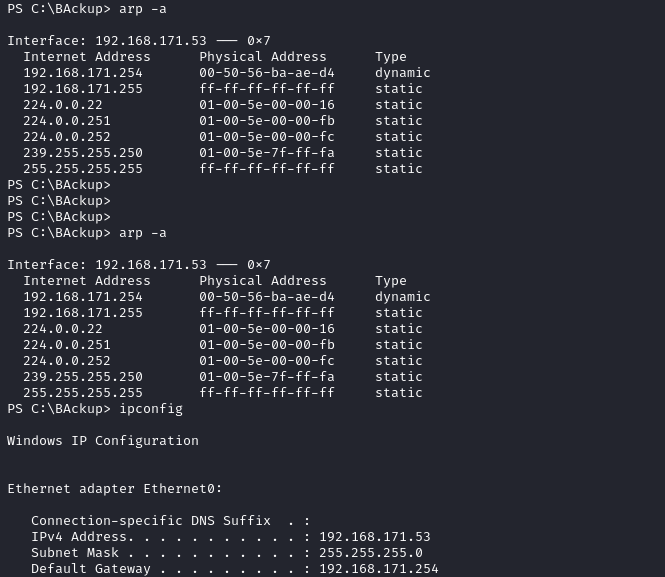 PS C:\BAckup> arp -a
Interface: 192.168.171.53 --- 0x7
  Internet Address      Physical Address      Type
  192.168.171.254       00-50-56-ba-ae-d4     dynamic
  192.168.171.255       ff-ff-ff-ff-ff-ff     static
  224.0.0.22            01-00-5e-00-00-16     static
  224.0.0.251           01-00-5e-00-00-fb     static
  224.0.0.252           01-00-5e-00-00-fc     static
  239.255.255.250       01-00-5e-7f-ff-fa     static
  255.255.255.255       ff-ff-ff-ff-ff-ff     static
PS C:\BAckup>
PS C:\BAckup>
PS C:\BAckup>
PS C:\BAckup> arp -a
Interface: 192.168.171.53 --- 0x7
  Internet Address      Physical Address      Type
  192.168.171.254       00-50-56-ba-ae-d4     dynamic
  192.168.171.255       ff-ff-ff-ff-ff-ff     static
  224.0.0.22            01-00-5e-00-00-16     static
  224.0.0.251           01-00-5e-00-00-fb     static
  224.0.0.252           01-00-5e-00-00-fc     static
  239.255.255.250       01-00-5e-7f-ff-fa     static
  255.255.255.255       ff-ff-ff-ff-ff-ff     static
PS C:\BAckup> ipconfig
Windows IP Configuration
Ethernet adapter Ethernet0:
   Connection-specific DNS Suffix  . :
   IPv4 Address. . . . . . . . . . . : 192.168.171.53
   Subnet Mask . . . . . . . . . . . : 255.255.255.0
   Default Gateway . . . . . . . . . : 192.168.171.254